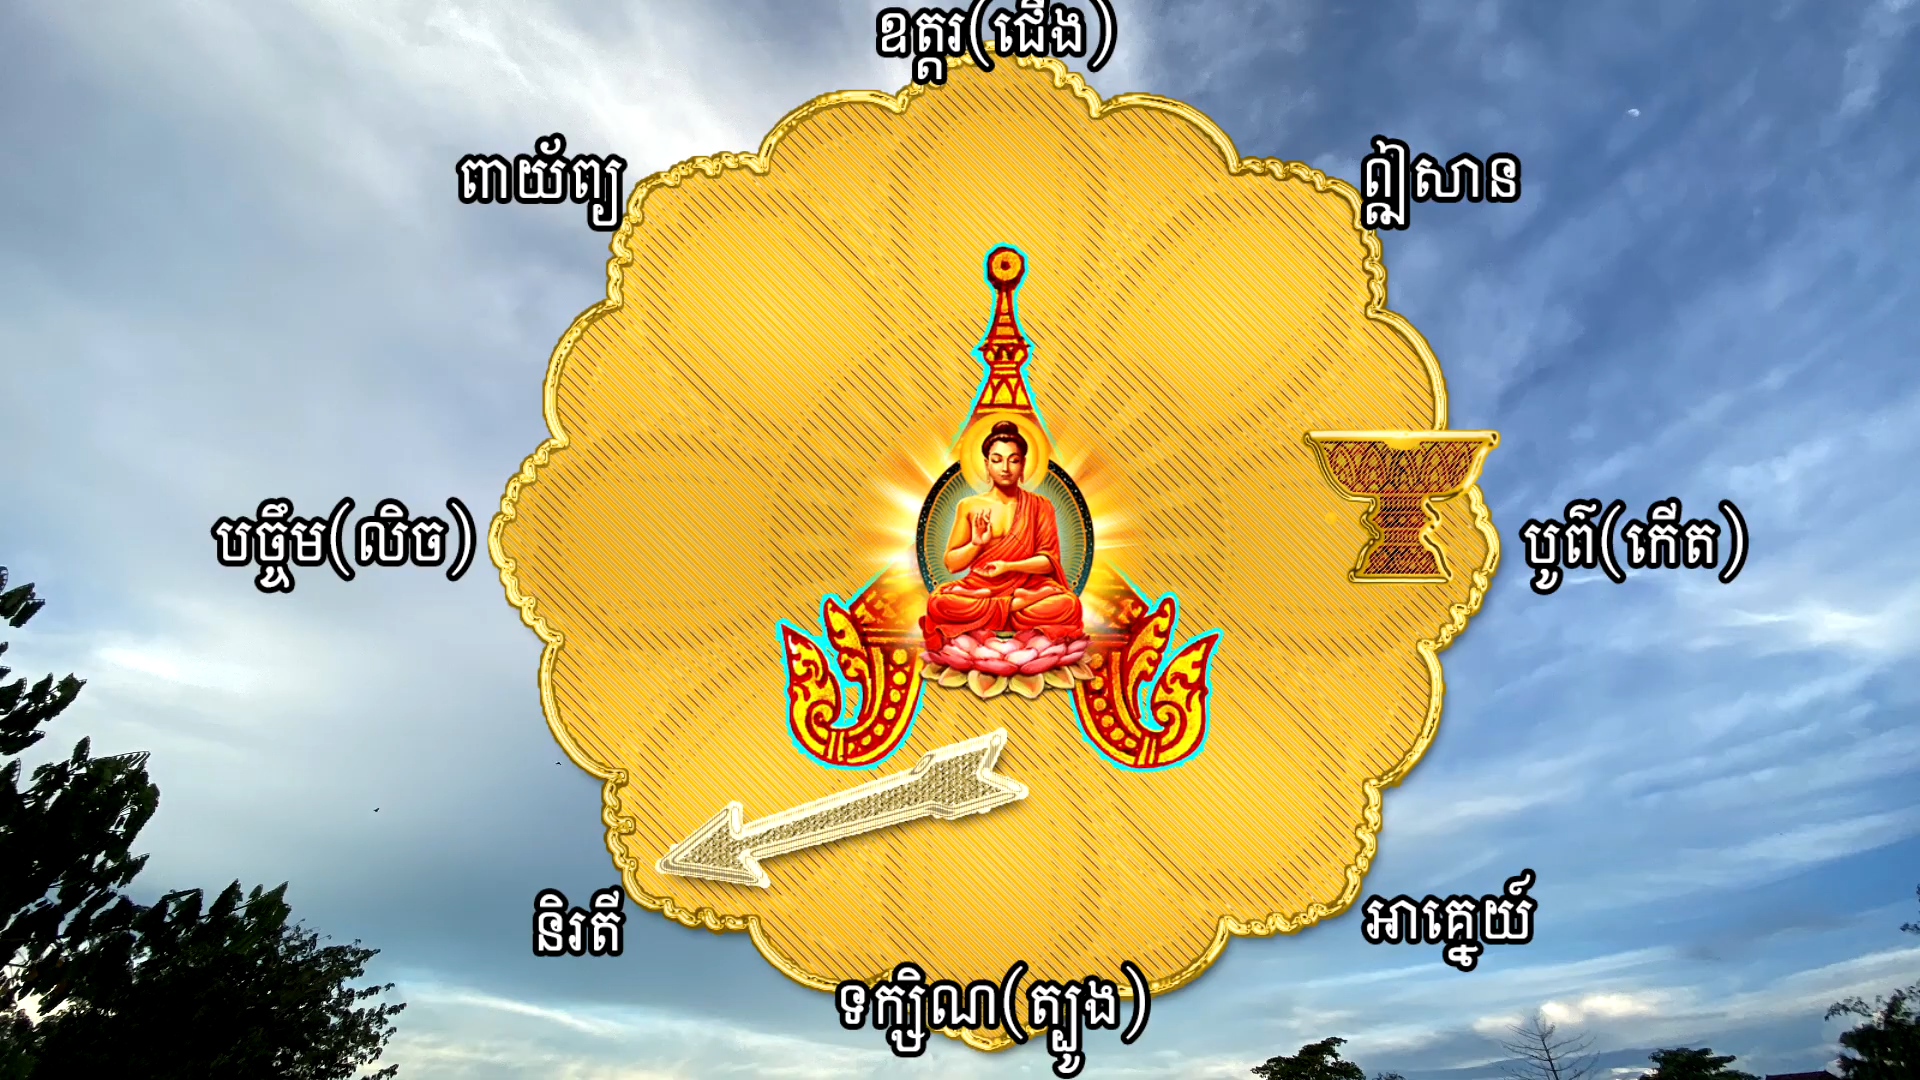 ឧត្តរ(ជើង)
ពាយ័ព្យ
ឦសាន
បច្ចឹម(លិច)
បូព៌(កើត)
និរតី
អាគ្នេយ៍
ទក្សិណ(ត្បូង)